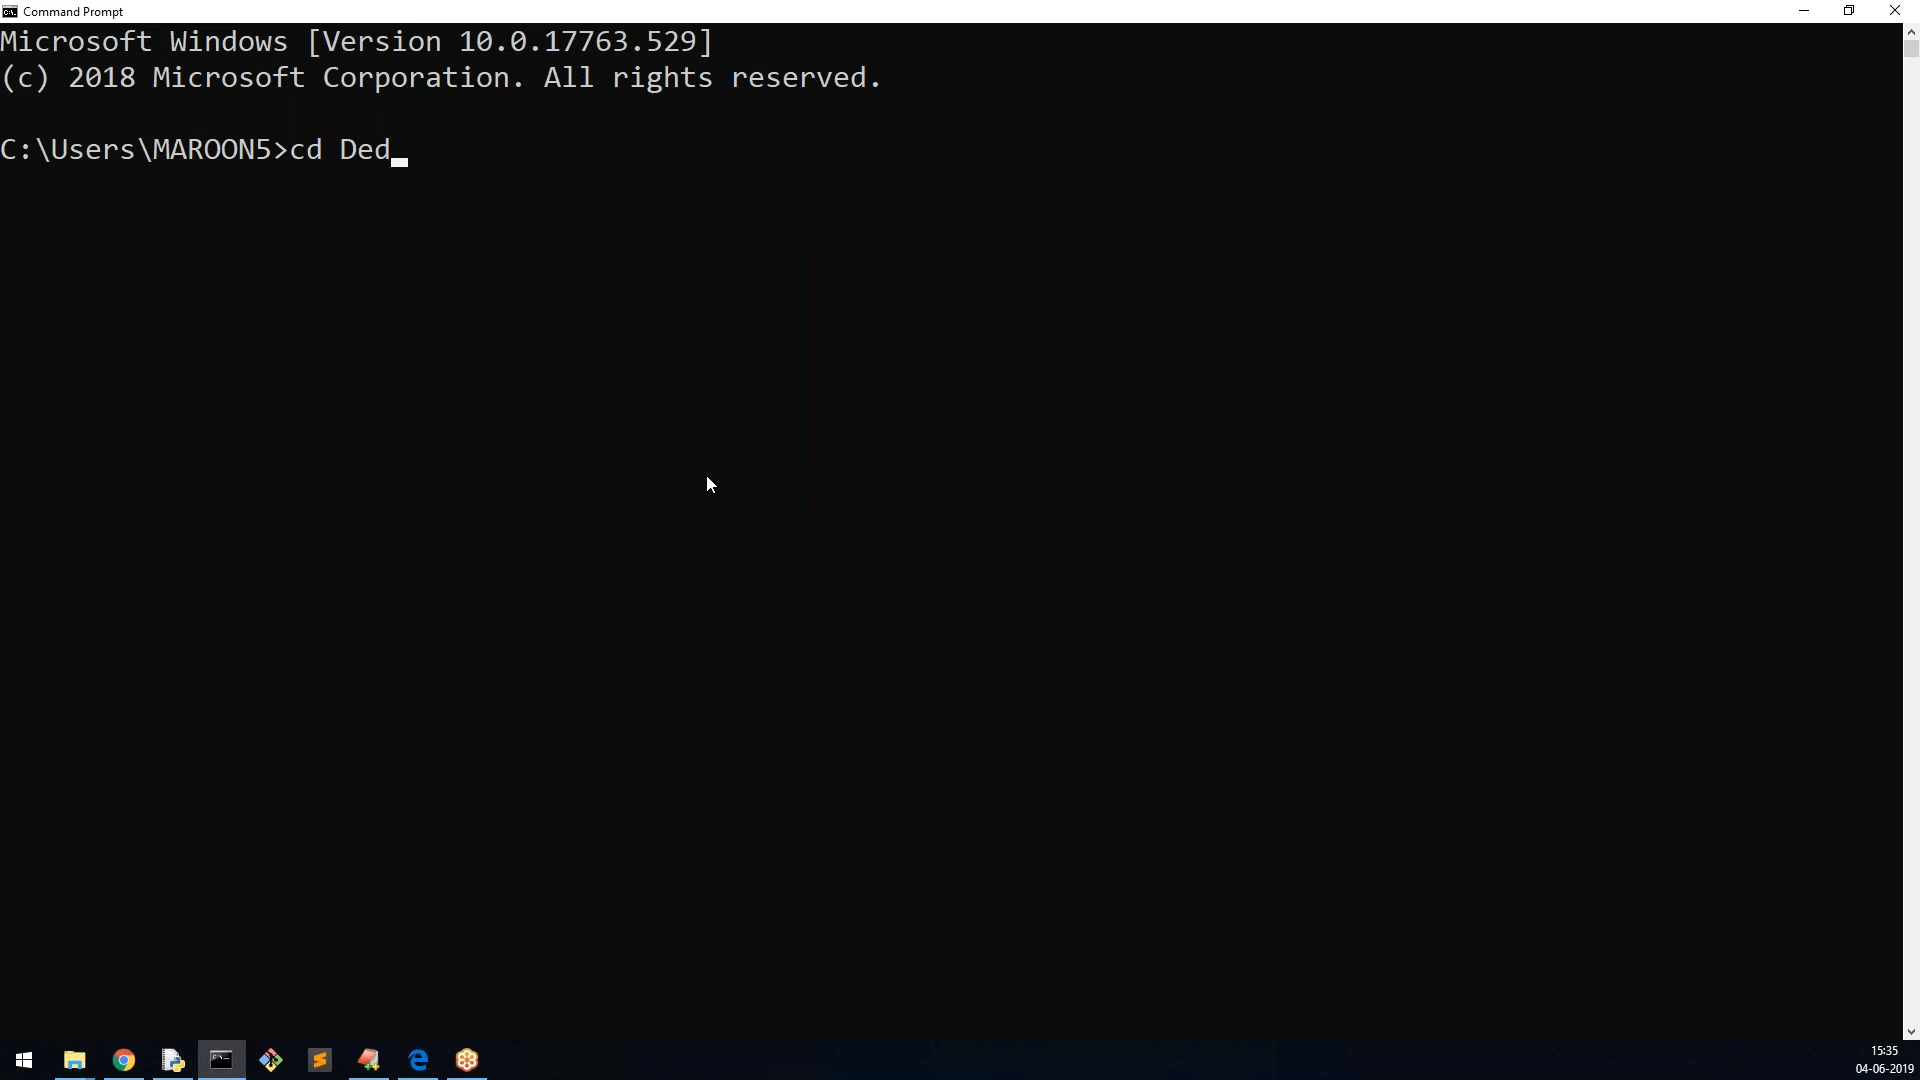 Command Prompt
Microsoft Windows [Version 10.0.17763.529]
(c) 2018 Microsoft Corporation. All rights reserved.
C:\Users\MAROON5>cd Ded
15:35
04-06-2019